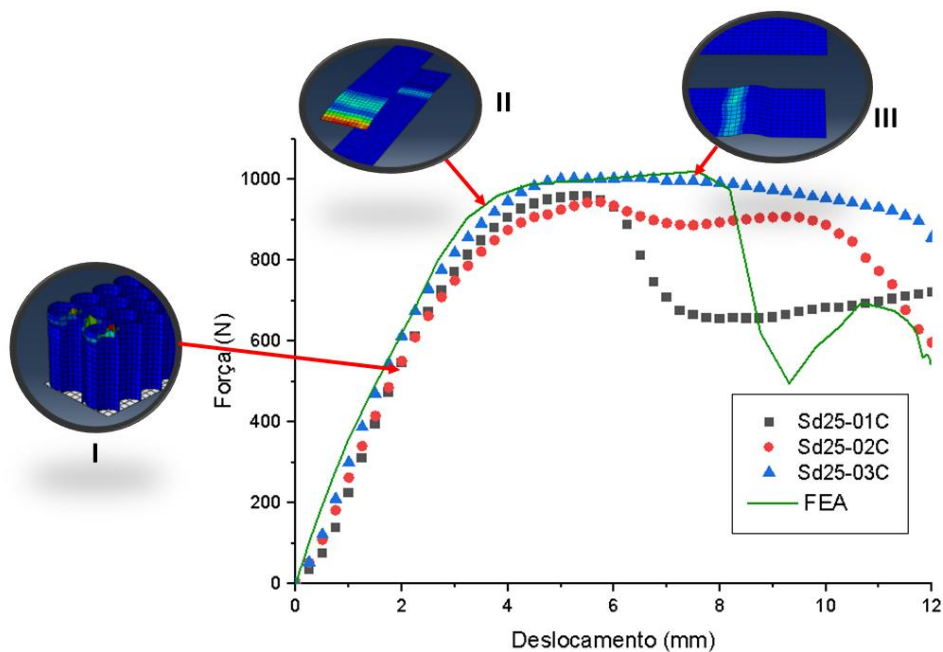 II
III
I
1000
800
600
400
200
0
Força (N)
0
2
4
6
8
10
12
Deslocamento (mm)
Sd25-01C
Sd25-02C
Sd25-03C
FEA